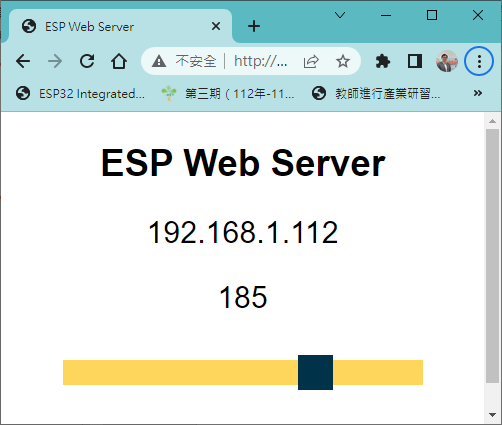 ESP Web Server
不安全 | http://...
ESP32 Integrated...
第三期（112年-11...
教師進行產業研習...
»
ESP Web Server
192.168.1.112
185